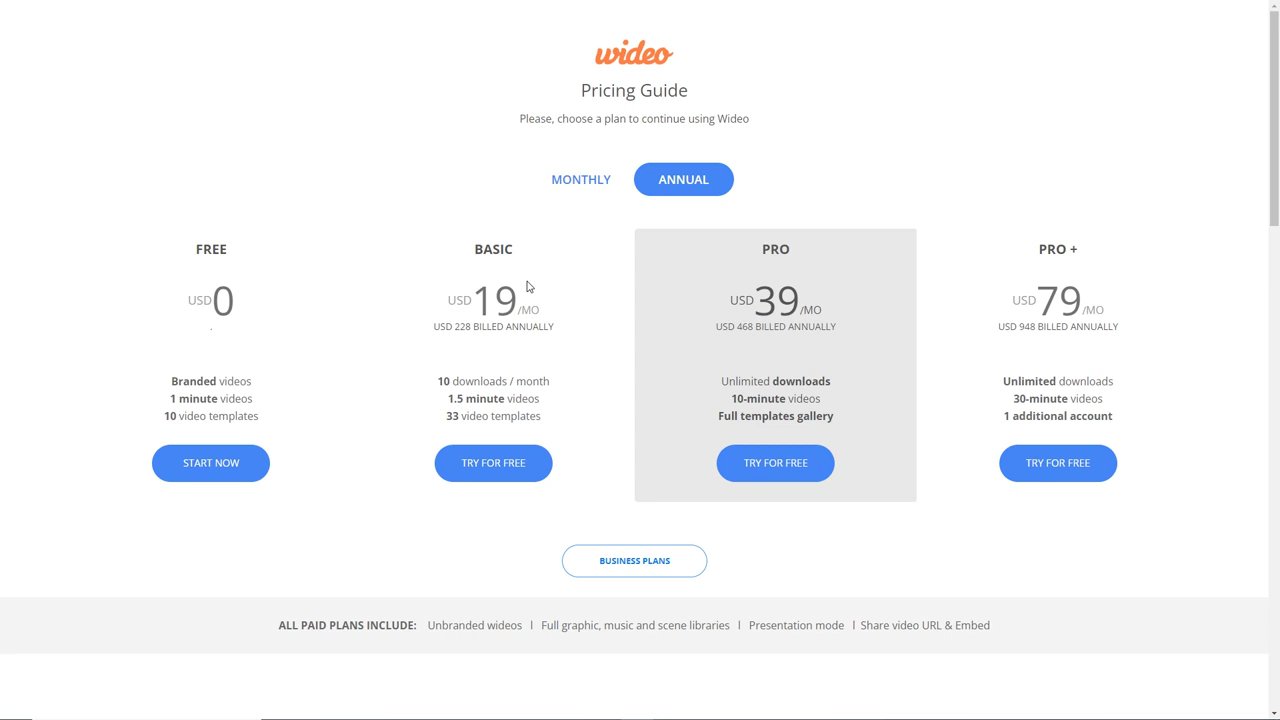 wideo
Pricing Guide
Please, choose a plan to continue using Wideo
MONTHLY ANNUAL
FREE
USD 0
.
Branded videos
1 minute videos
10 video templates
START NOW
BASIC
USD 19 /MO
USD 228 BILLED ANNUALLY
10 downloads / month
1.5 minute videos
33 video templates
TRY FOR FREE
PRO
USD 39 /MO
USD 468 BILLED ANNUALLY
Unlimited downloads
10-minute videos
Full templates gallery
TRY FOR FREE
PRO +
USD 79 /MO
USD 948 BILLED ANNUALLY
Unlimited downloads
30-minute videos
1 additional account
TRY FOR FREE
BUSINESS PLANS
ALL PAID PLANS INCLUDE: Unbranded wideos | Full graphic, music and scene libraries | Presentation mode | Share video URL & Embed